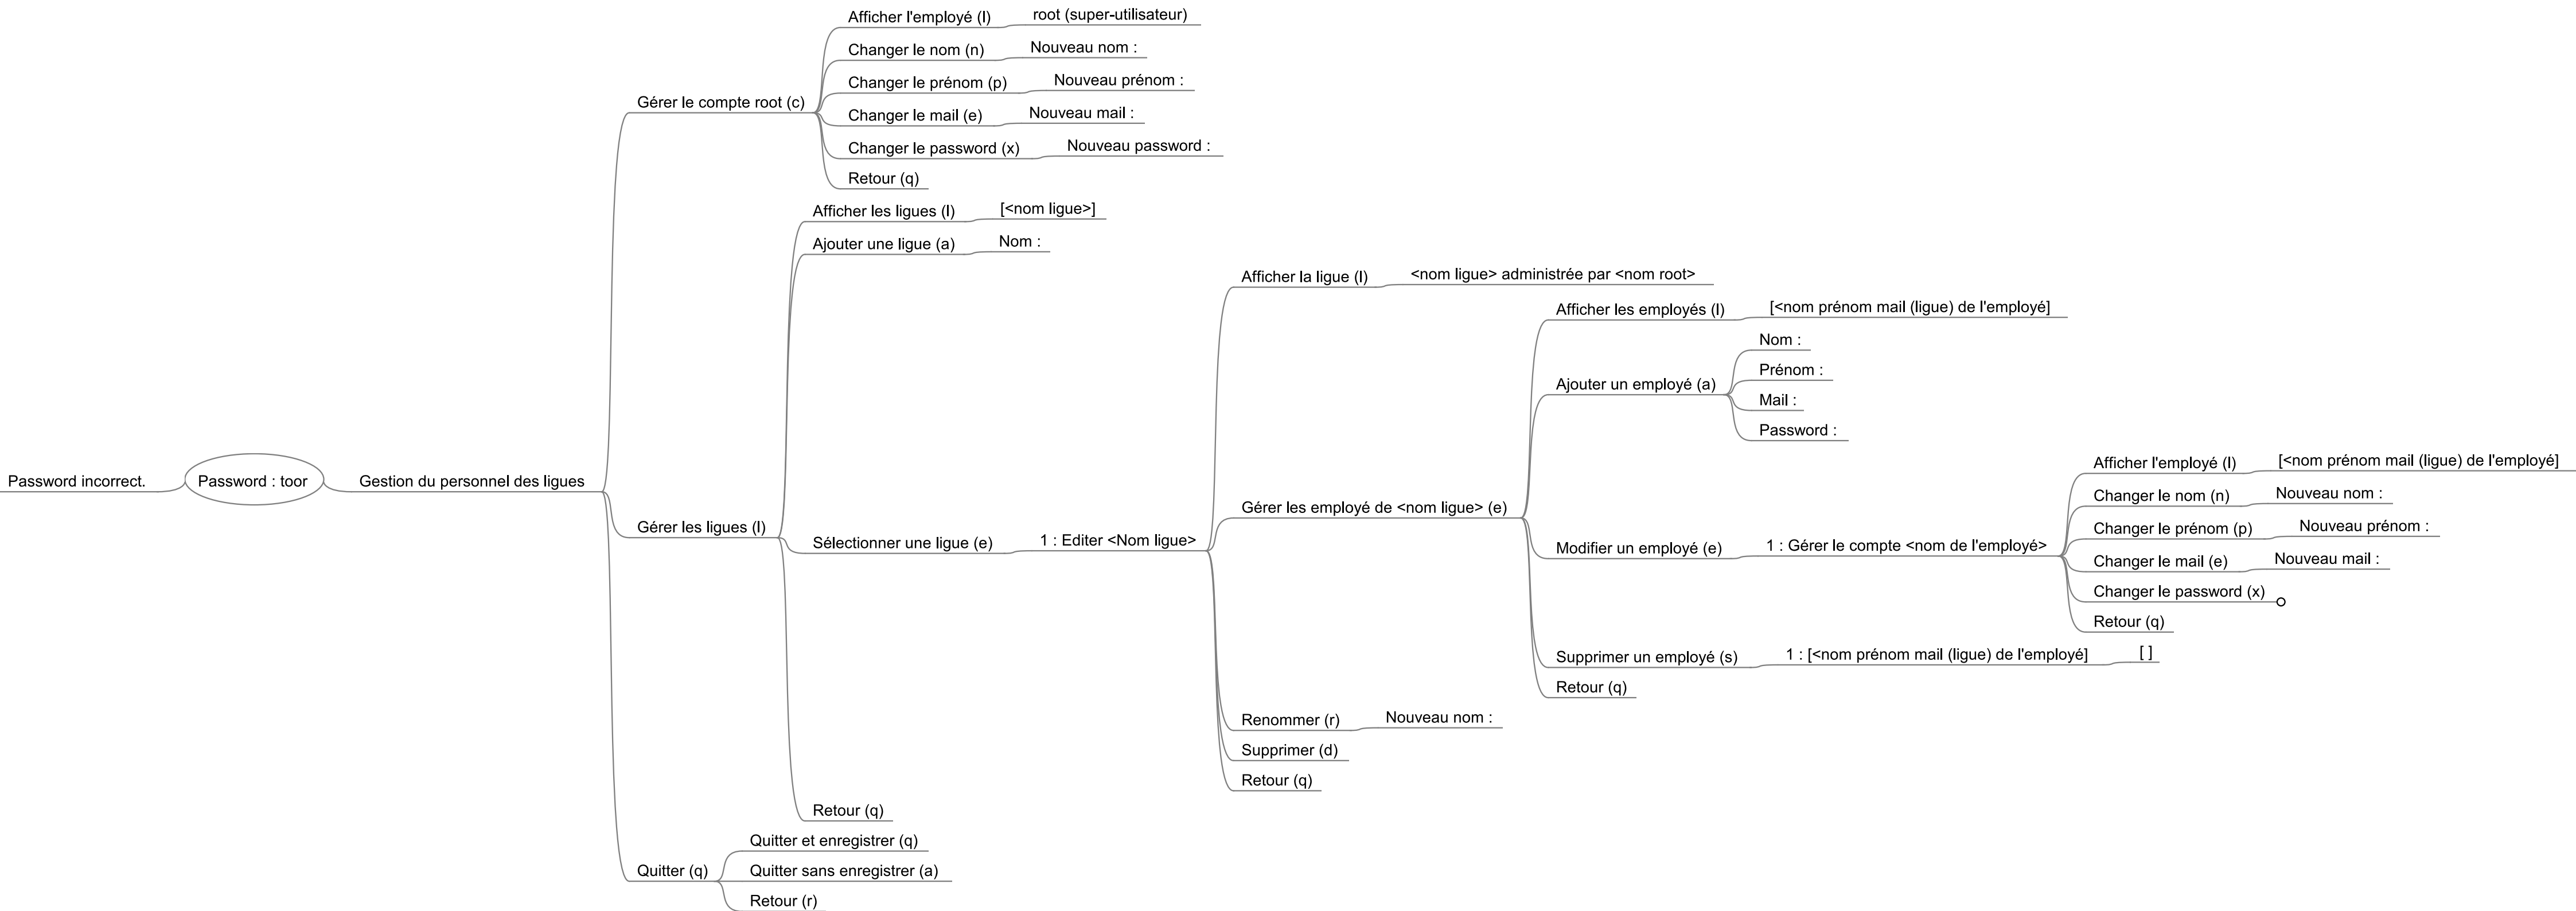 Password incorrect.
Password : toor
Gestion du personnel des ligues
Gérer le compte root (c)
Afficher l'employé (l)
root (super-utilisateur)
Changer le nom (n)
Nouveau nom :
Changer le prénom (p)
Nouveau prénom :
Changer le mail (e)
Nouveau mail :
Changer le password (x)
Nouveau password :
Retour (q)
Gérer les ligues (l)
Afficher les ligues (l)
[<nom ligue>]
Ajouter une ligue (a)
Nom :
Sélectionner une ligue (e)
1 : Editer <Nom ligue>
Afficher la ligue (l)
<nom ligue> administrée par <nom root>
Gérer les employé de <nom ligue> (e)
Afficher les employés (l)
[<nom prénom mail (ligue) de l'employé]
Ajouter un employé (a)
Nom :
Prénom :
Mail :
Password :
Modifier un employé (e)
1 : Gérer le compte <nom de l'employé>
Afficher l'employé (l)
[<nom prénom mail (ligue) de l'employé]
Changer le nom (n)
Nouveau nom :
Changer le prénom (p)
Nouveau prénom :
Changer le mail (e)
Nouveau mail :
Changer le password (x)
Retour (q)
Supprimer un employé (s)
1 : [<nom prénom mail (ligue) de l'employé]
[ ]
Retour (q)
Renommer (r)
Nouveau nom :
Supprimer (d)
Retour (q)
Retour (q)
Quitter (q)
Quitter et enregistrer (q)
Quitter sans enregistrer (a)
Retour (r)